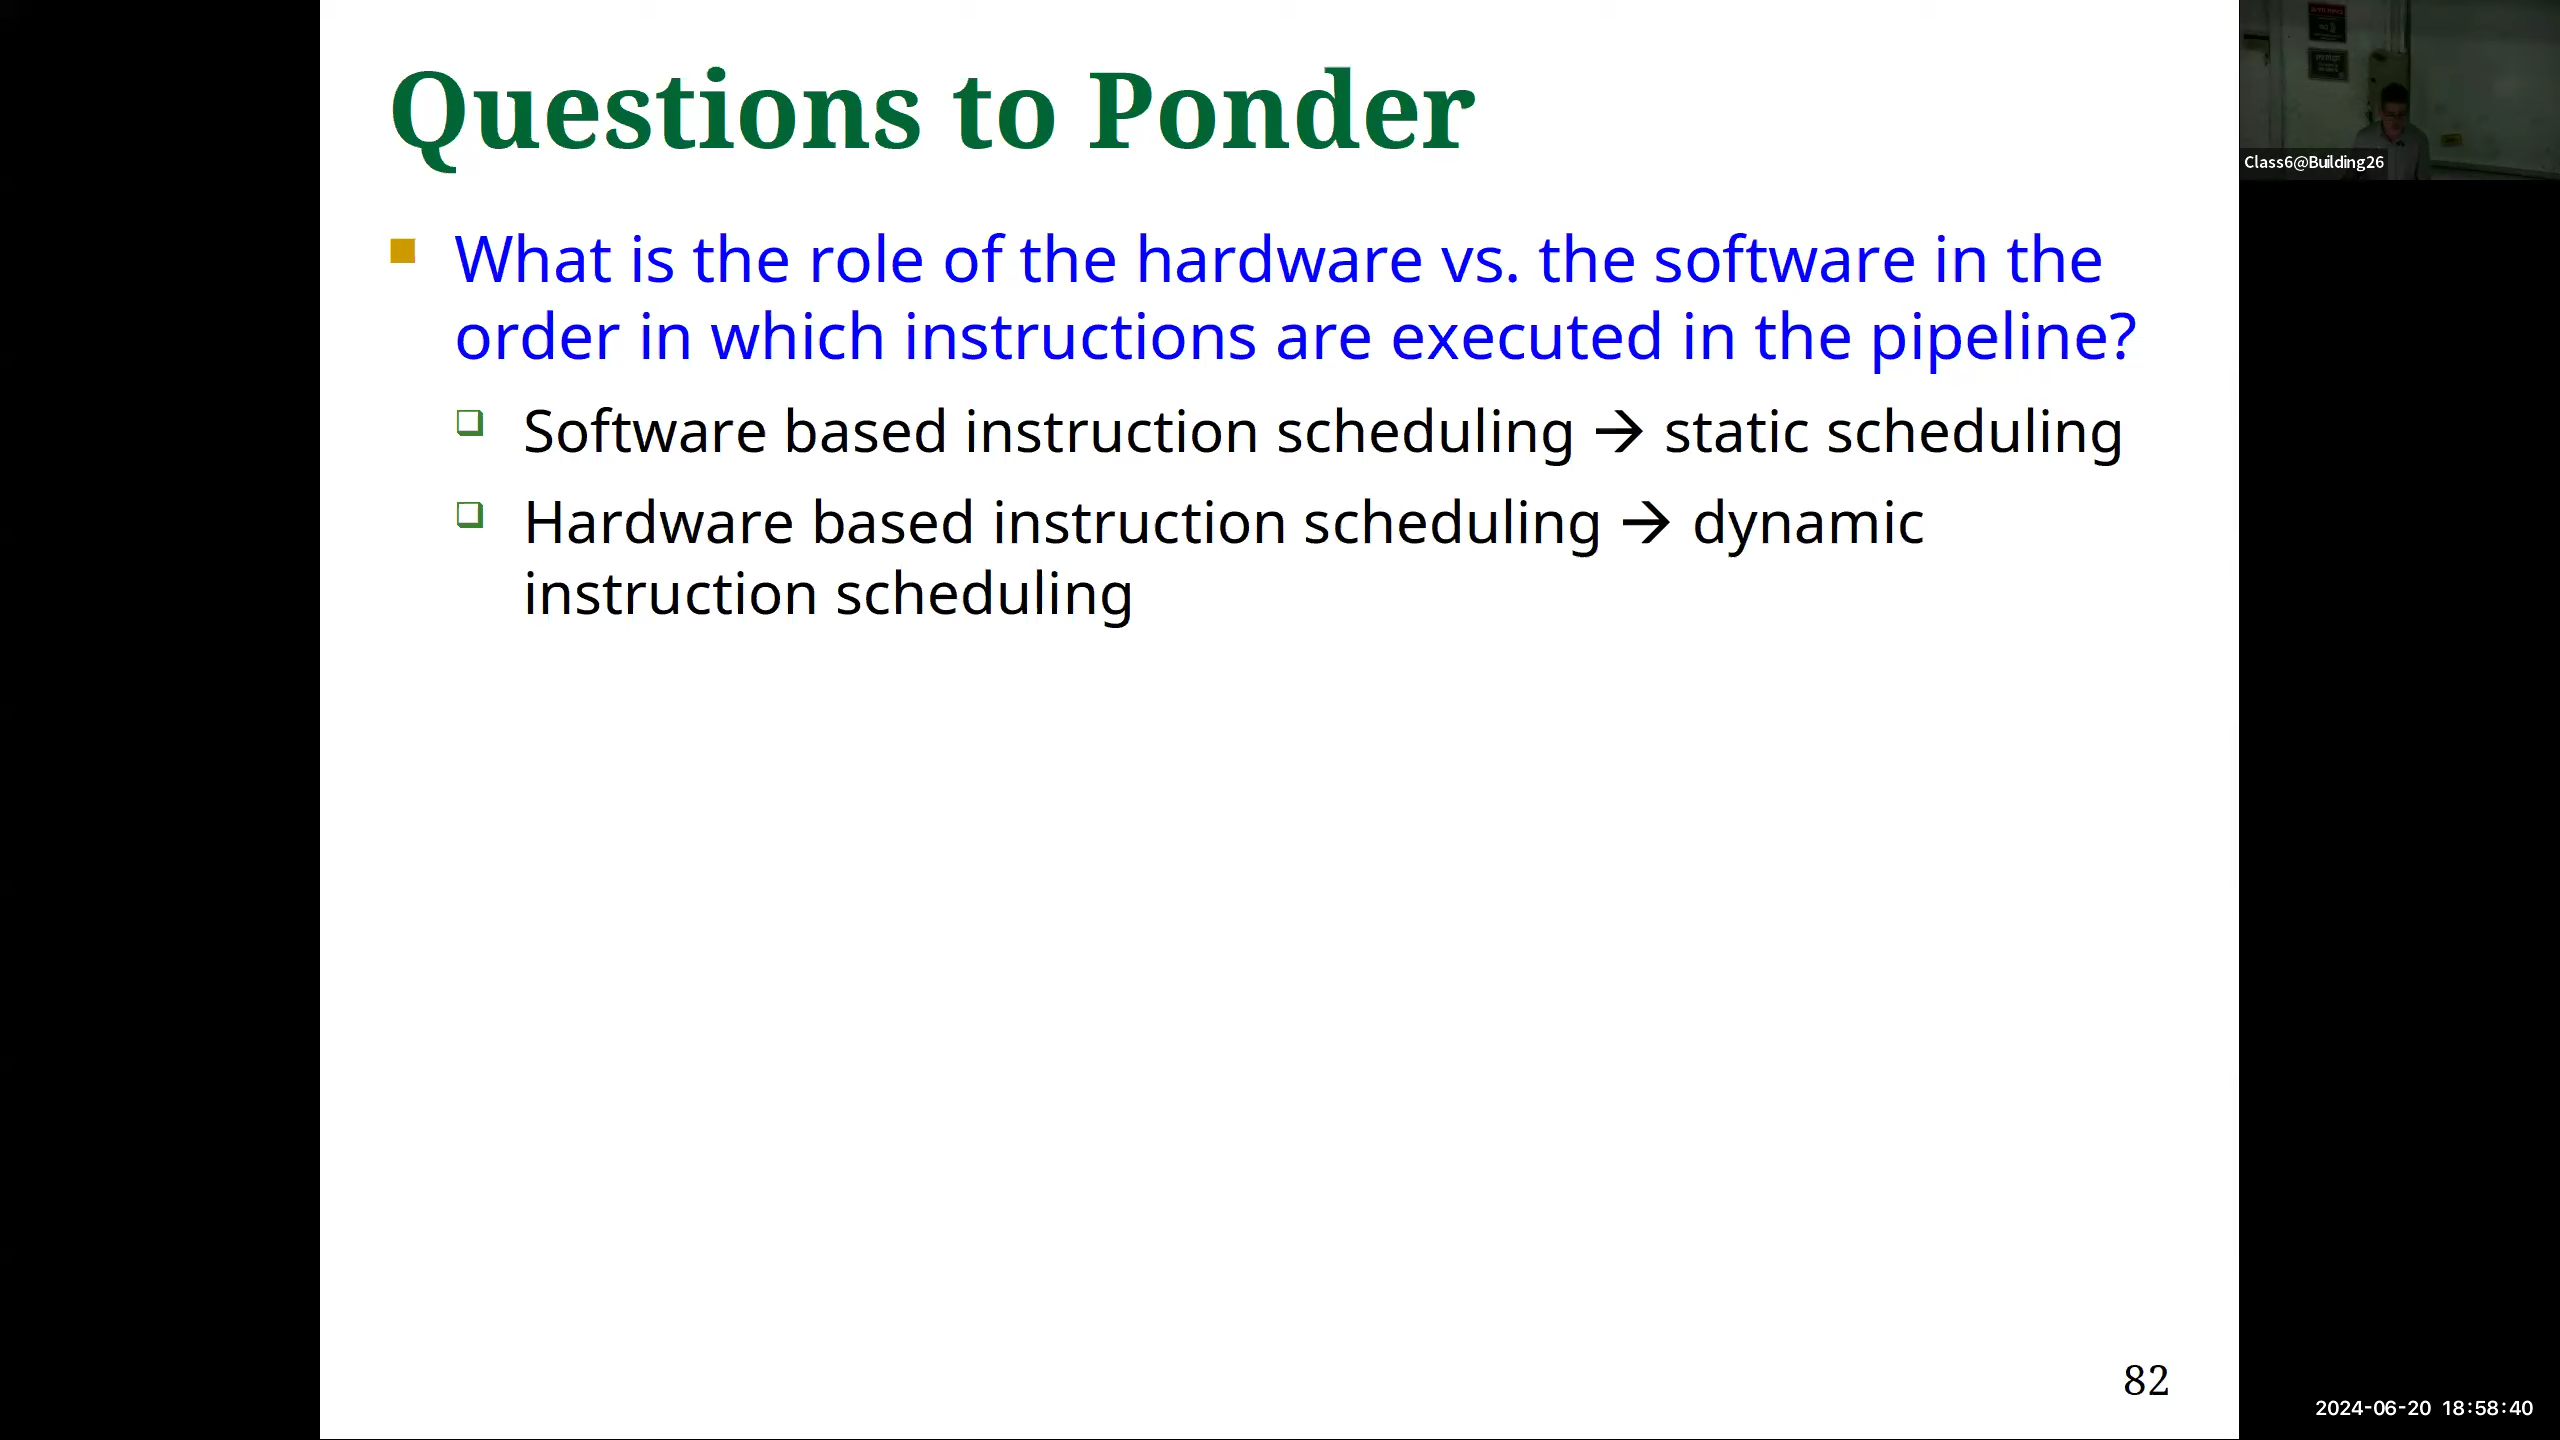 Questions to Ponder
What is the role of the hardware vs. the software in the
order in which instructions are executed in the pipeline?
Software based instruction scheduling → static scheduling
Hardware based instruction scheduling → dynamic
instruction scheduling
82
Class6@Building26
2024-06-20 18:58:40